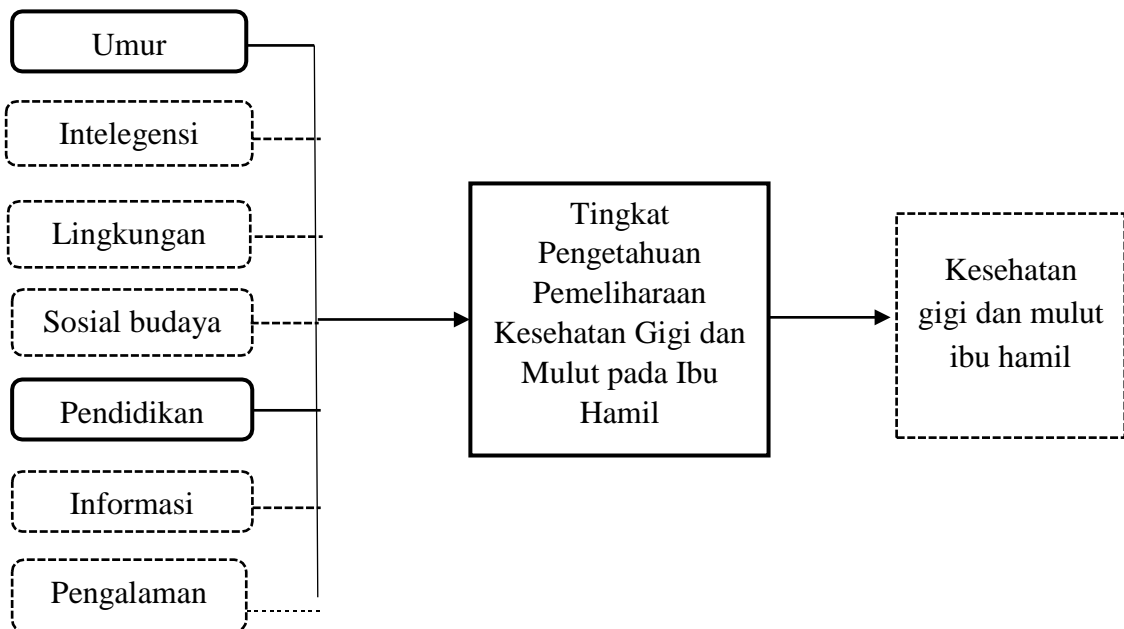 Umur
Intelegensi
Lingkungan
Sosial budaya
Pendidikan
Informasi
Pengalaman
Tingkat
Pengetahuan
Pemeliharaan
Kesehatan Gigi dan
Mulut pada Ibu
Hamil
Kesehatan
gigi dan mulut
ibu hamil